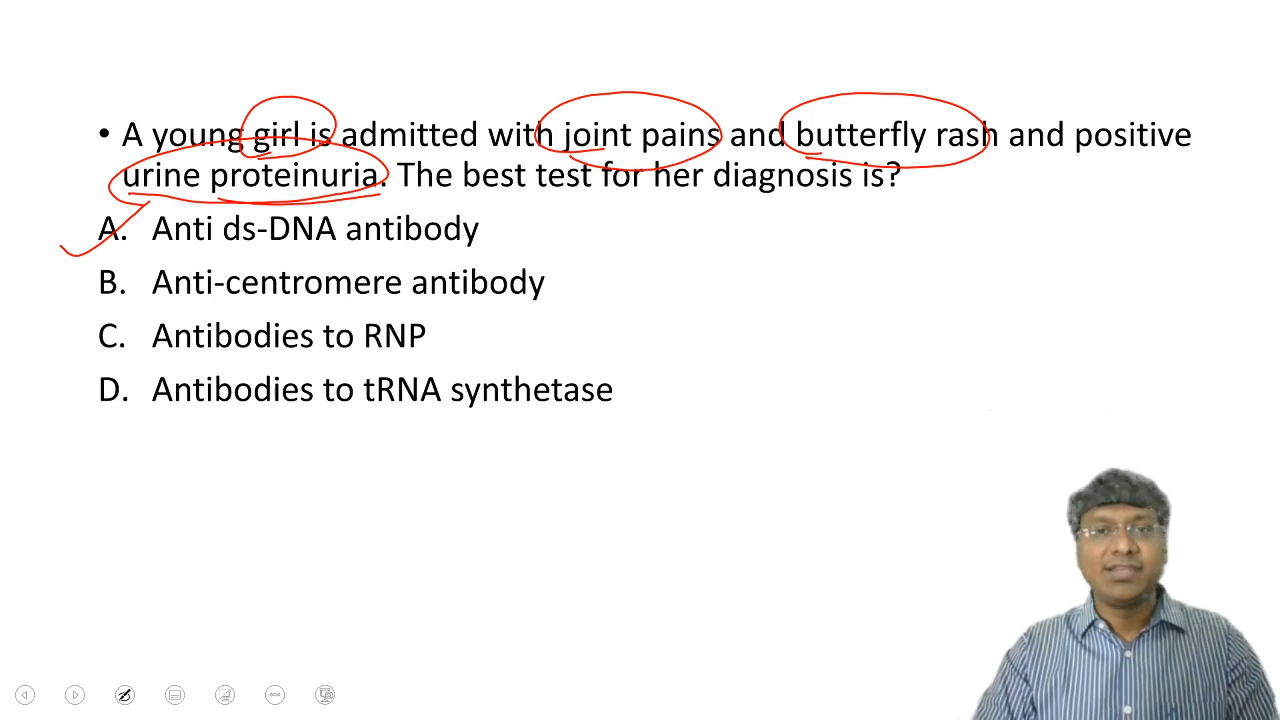 • A young girl is admitted with joint pains and butterfly rash and positive
urine proteinuria. The best test for her diagnosis is?
A. Anti ds-DNA antibody
B. Anti-centromere antibody
C. Antibodies to RNP
D. Antibodies to tRNA synthetase